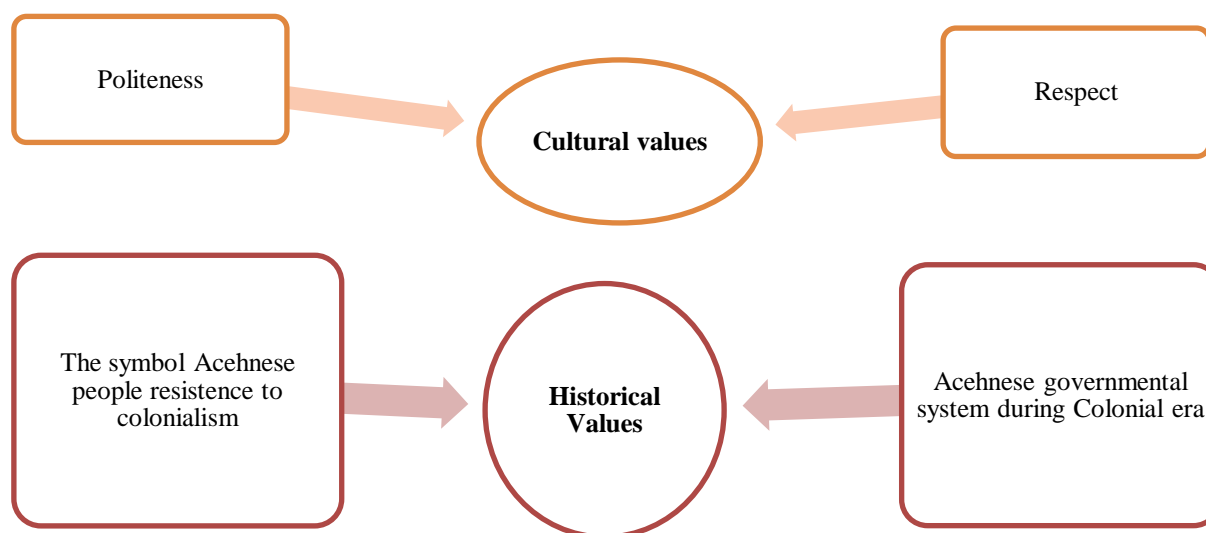 Politeness
Cultural values
Respect
The symbol Acehnese
people resistence to
colonialism
Historical
Values
Acehnese governmental
system during Colonial era